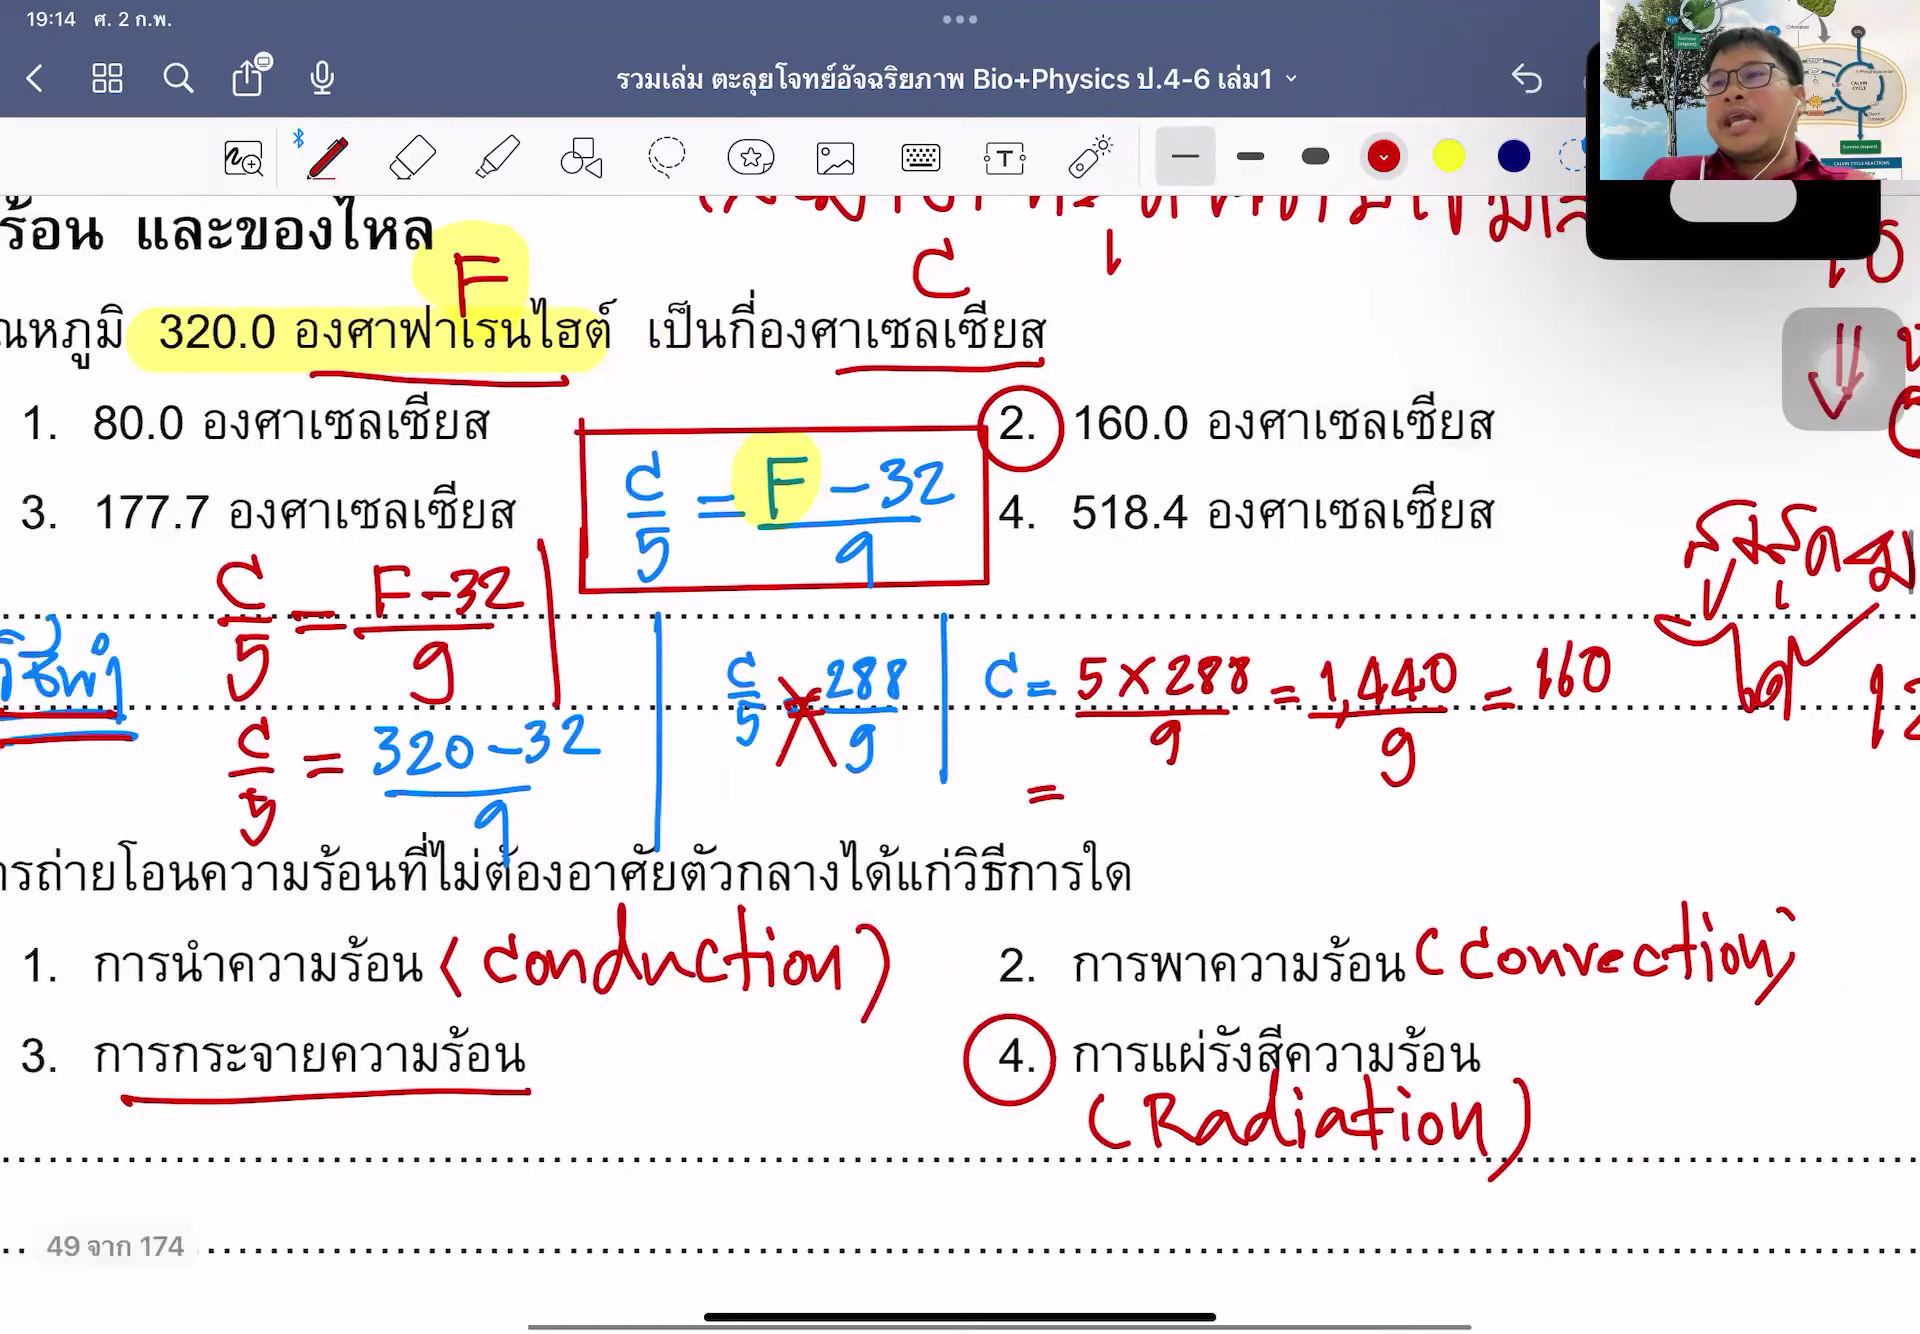 19:14 ศ. 2 ก.พ.
รวมเล่ม ตะลุยโจทย์อัจฉริยภาพ Bio+Physics ป.4-6 เล่ม1
ร้อน และของไหล
F
C
ณหภูมิ 320.0 องศาฟาเรนไฮต์ เป็นกี่องศาเซลเซียส
1. 80.0 องศาเซลเซียส
2. 160.0 องศาเซลเซียส
3. 177.7 องศาเซลเซียส
4. 518.4 องศาเซลเซียส
C/5 = F-32/9
C/5 = F-32/9
วิธีทำ
C/5 = 320-32/9
C/5 = 288/9
C = 5×288/9 = 1,440/9 = 160
=
ารถ่ายโอนความร้อนที่ไม่ต้องอาศัยตัวกลางได้แก่วิธีการใด
1. การนำความร้อน (conduction)
2. การพาความร้อน (convection)
3. การกระจายความร้อน
4. การแผ่รังสีความร้อน
(Radiation)
49 จาก 174